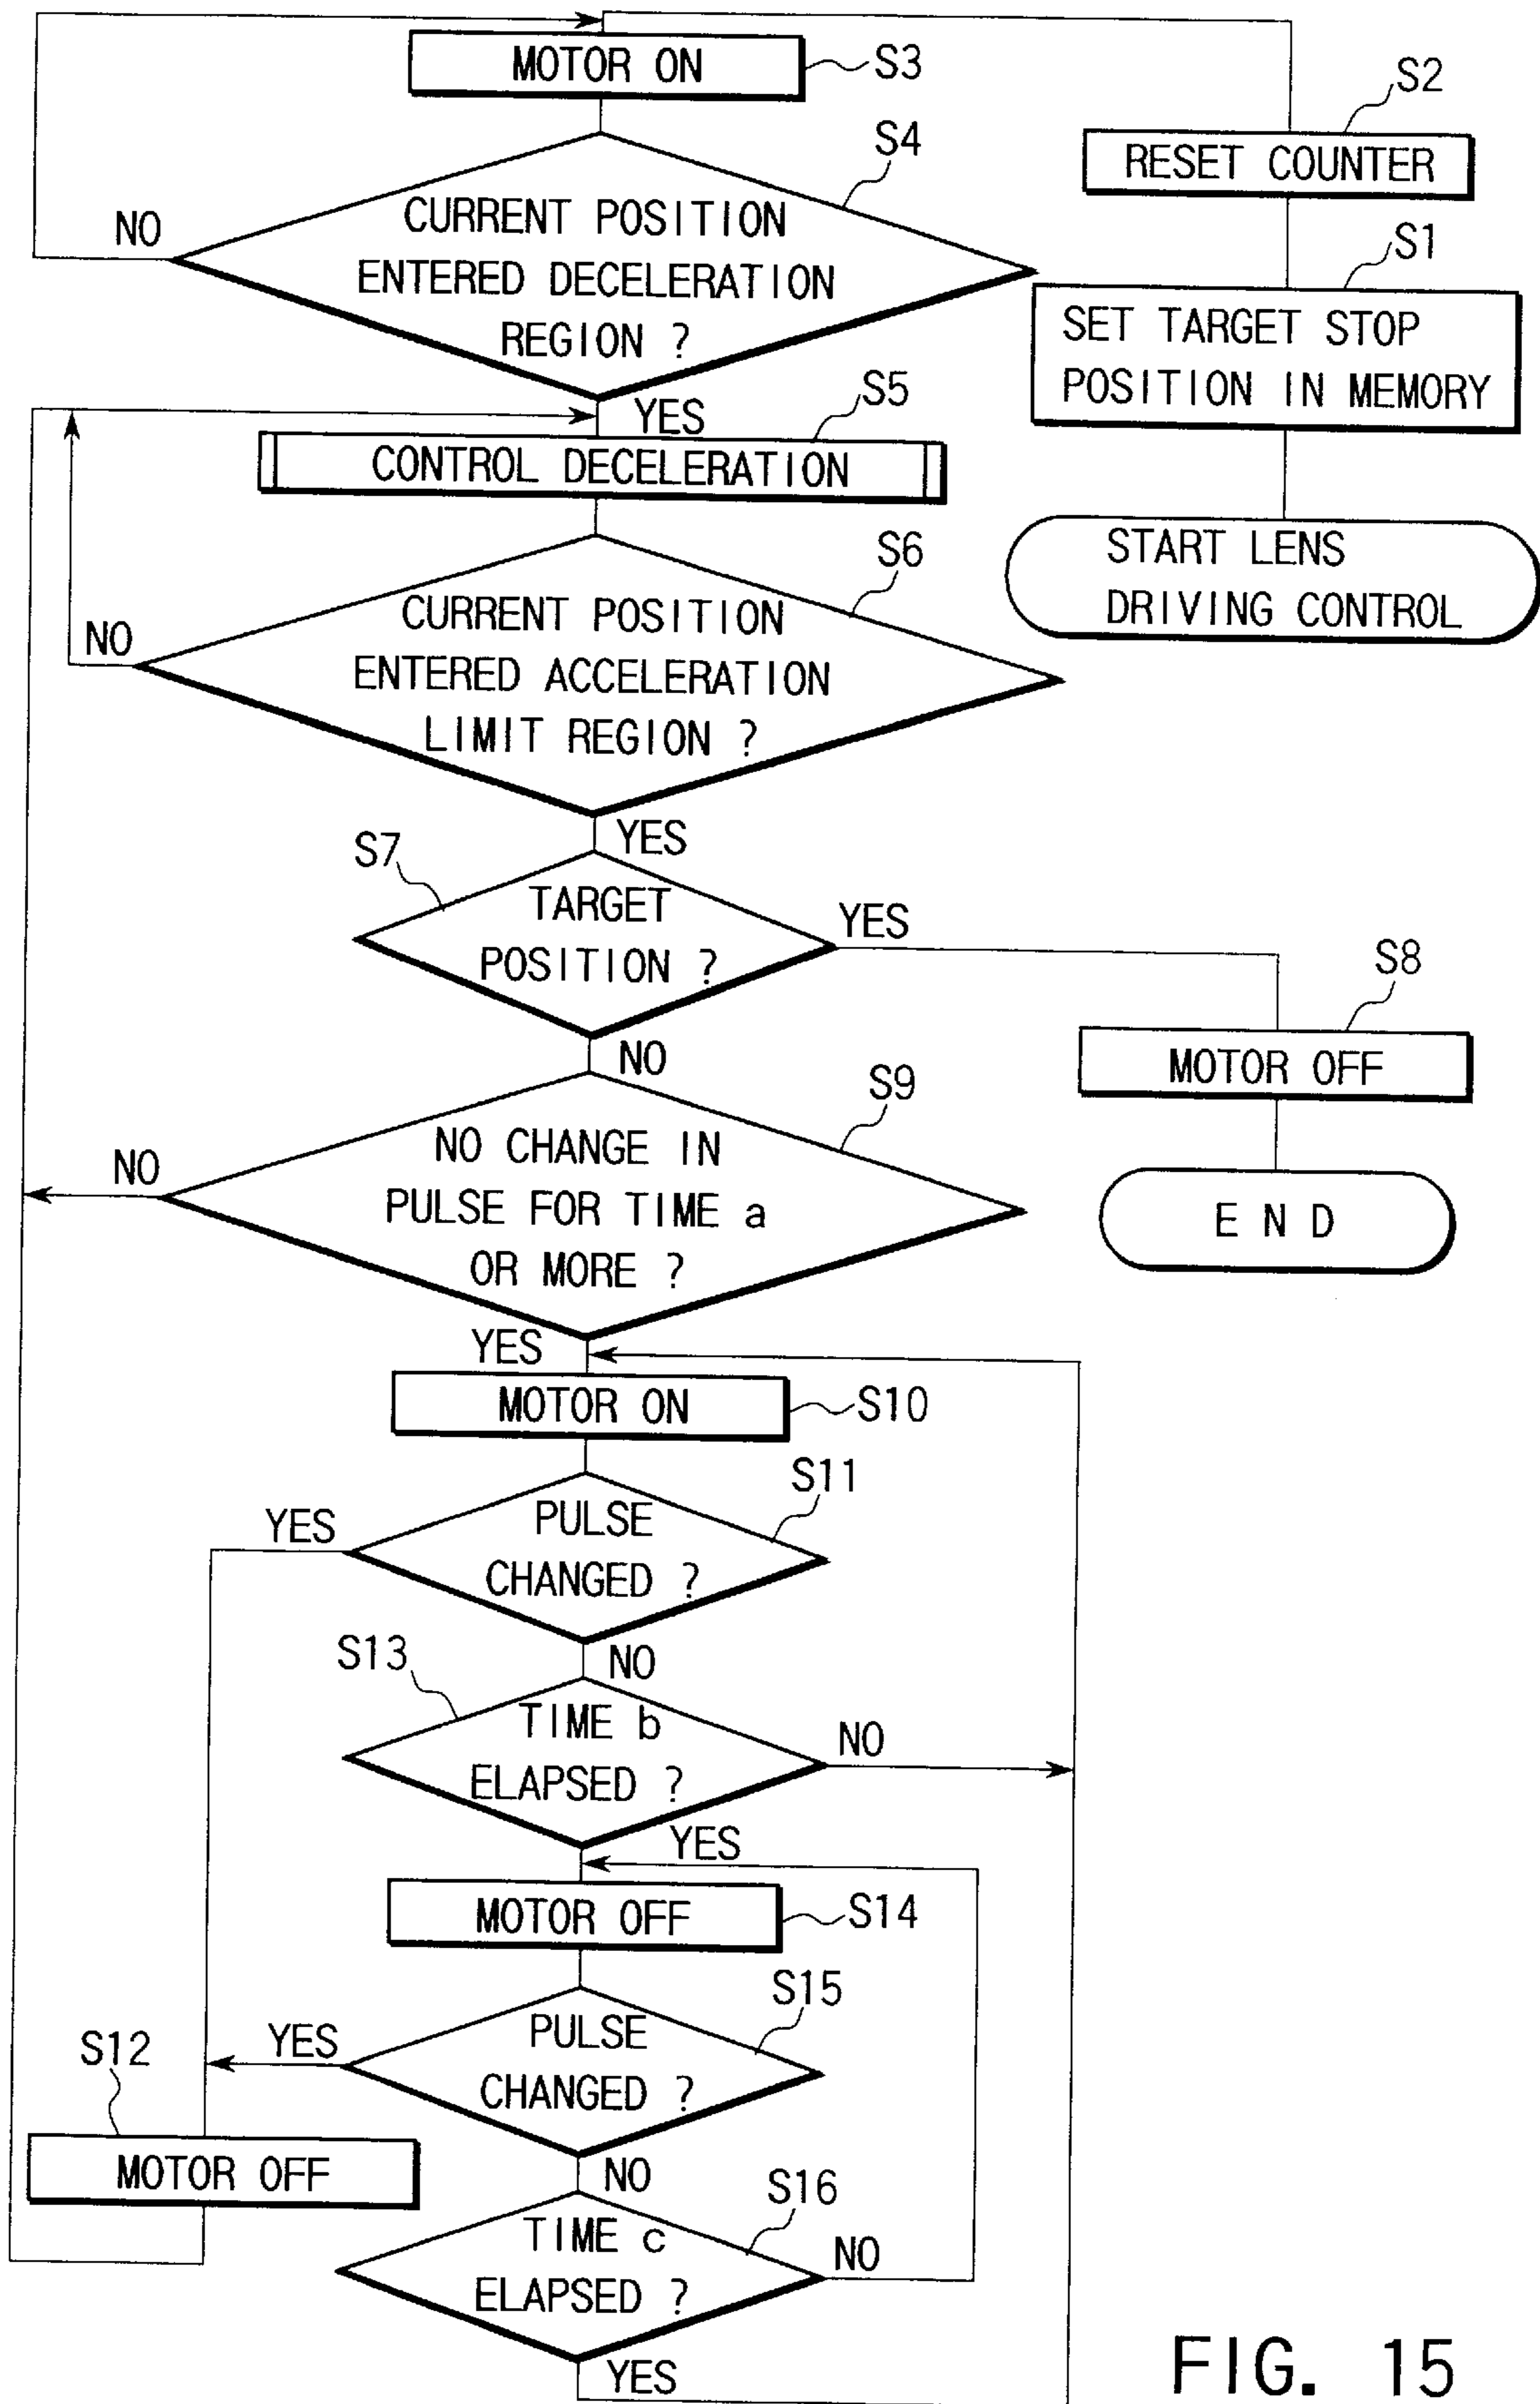 MOTOR ON
S3
S2
RESET COUNTER
S4
CURRENT POSITION
ENTERED DECELERATION
REGION ?
NO
YES
S1
SET TARGET STOP
POSITION IN MEMORY
START LENS
DRIVING CONTROL
S5
CONTROL DECELERATION
S6
CURRENT POSITION
ENTERED ACCELERATION
LIMIT REGION ?
NO
YES
S7
TARGET
POSITION ?
YES
NO
S8
MOTOR OFF
END
S9
NO CHANGE IN
PULSE FOR TIME a
OR MORE ?
NO
YES
MOTOR ON
S10
S11
PULSE
CHANGED ?
YES
NO
S13
TIME b
ELAPSED ?
NO
YES
MOTOR OFF
S14
S15
PULSE
CHANGED ?
YES
NO
S12
MOTOR OFF
S16
TIME c
ELAPSED ?
NO
YES
FIG. 15